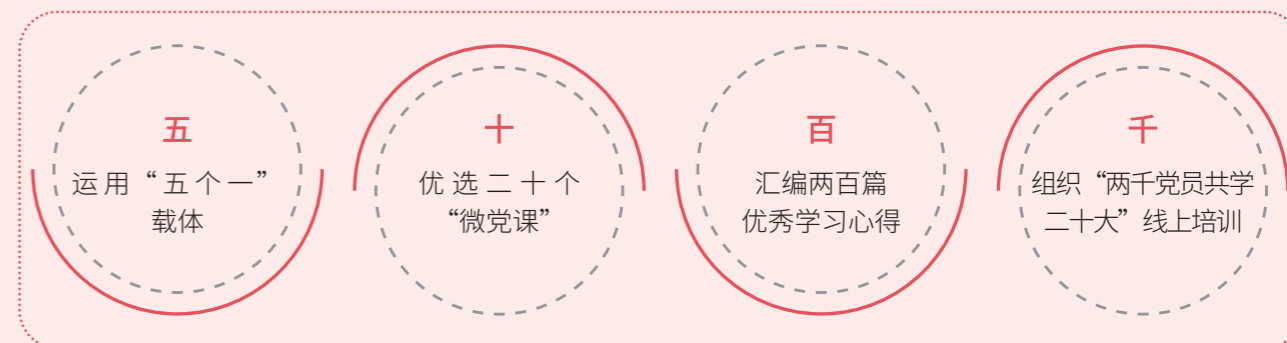 五
运用“五个一”
载体
十
优选二十个
“微党课”
百
汇编两百篇
优秀学习心得
千
组织“两千党员共学
二十大”线上培训